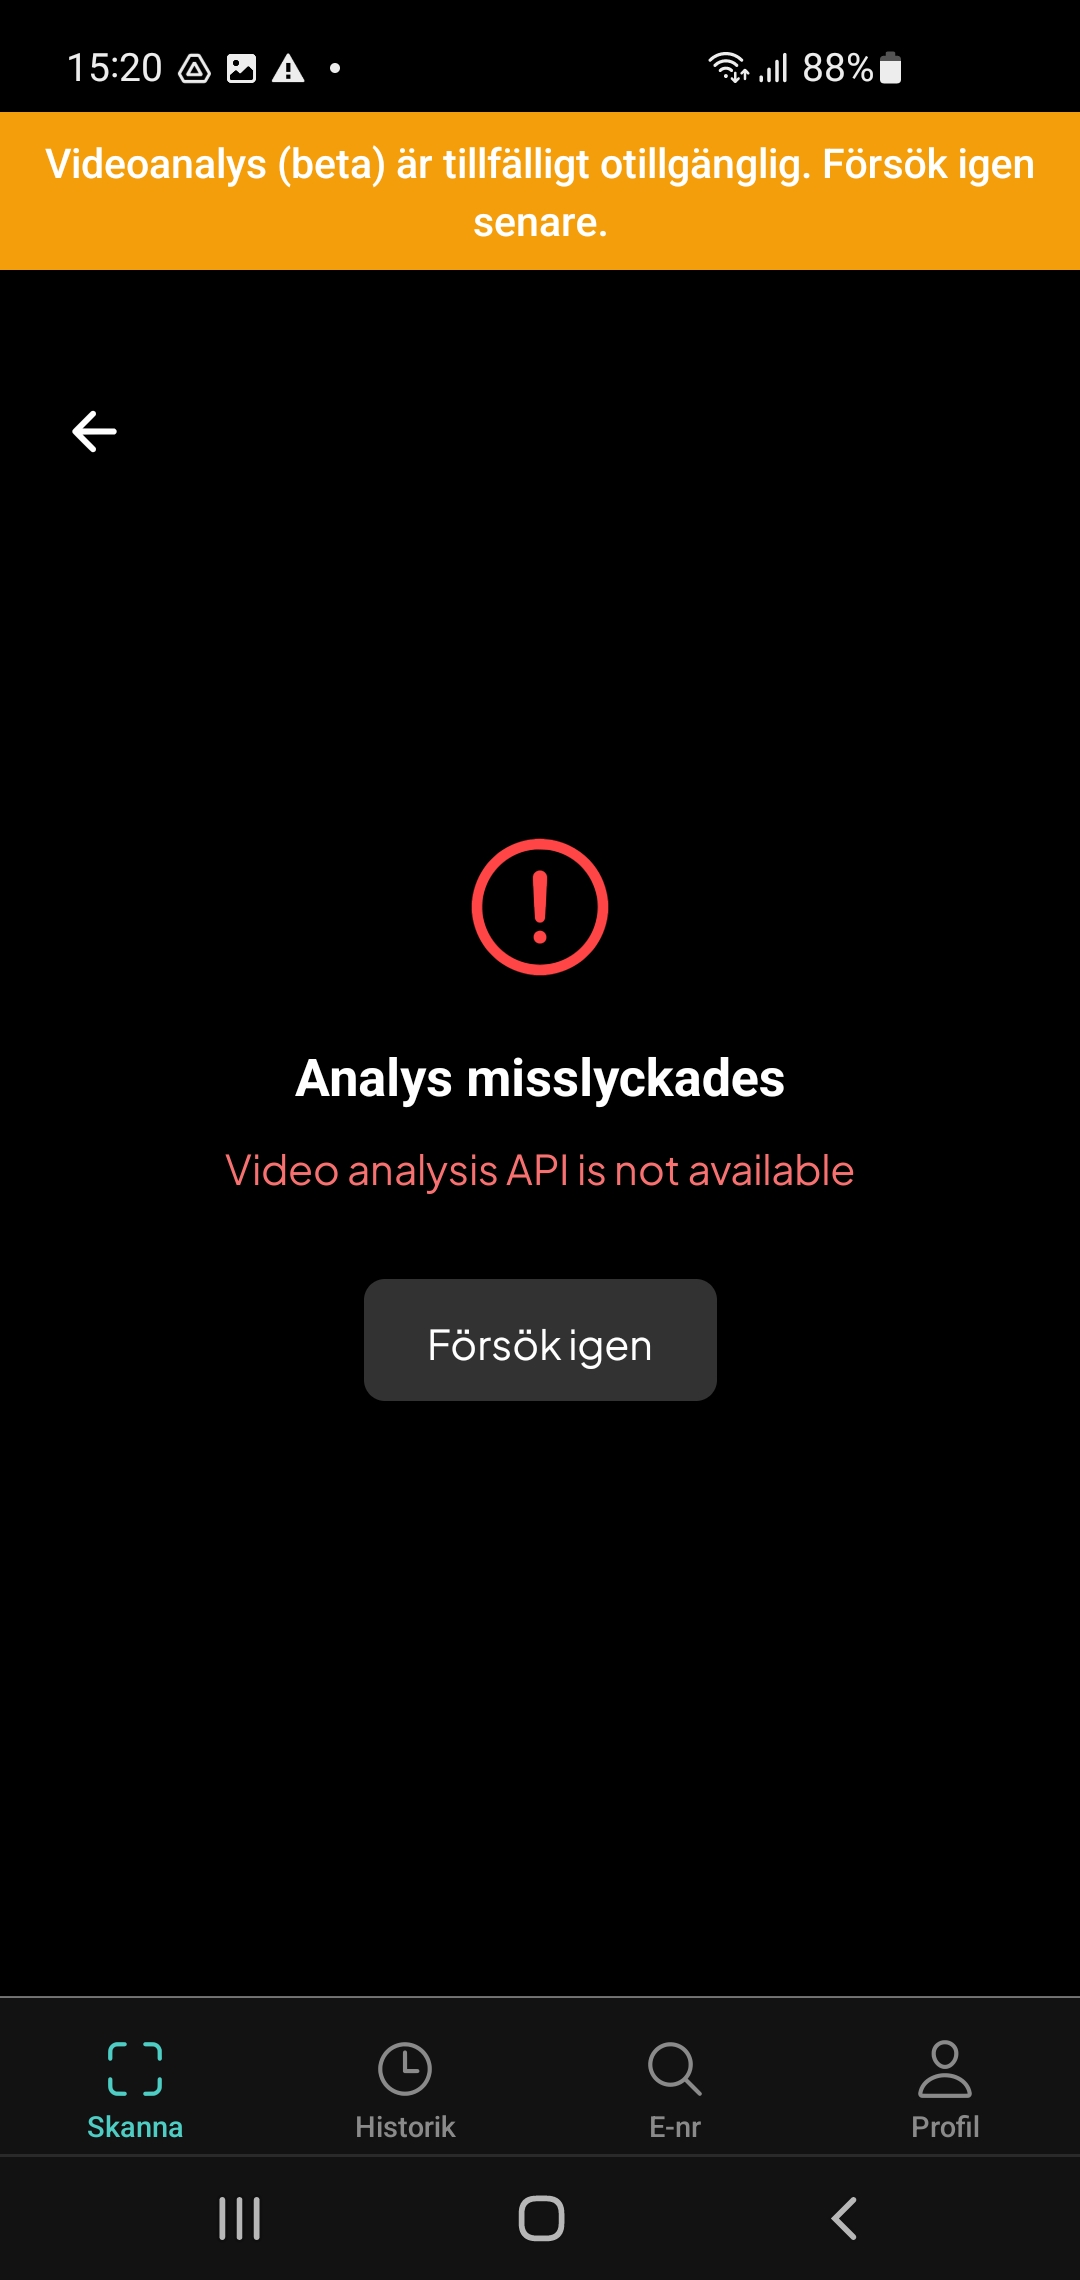 15:20
88%
Videoanalys (beta) är tillfälligt otillgänglig. Försök igen
senare.
Analys misslyckades
Video analysis API is not available
Försök igen
Skanna
Historik
E-nr
Profil